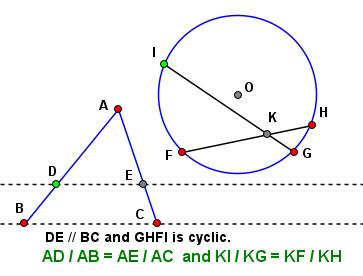 I
O
A
K
H
F
G
D
E
B
C
DE // BC and GHFI is cyclic.
AD / AB = AE / AC and KI / KG = KF / KH